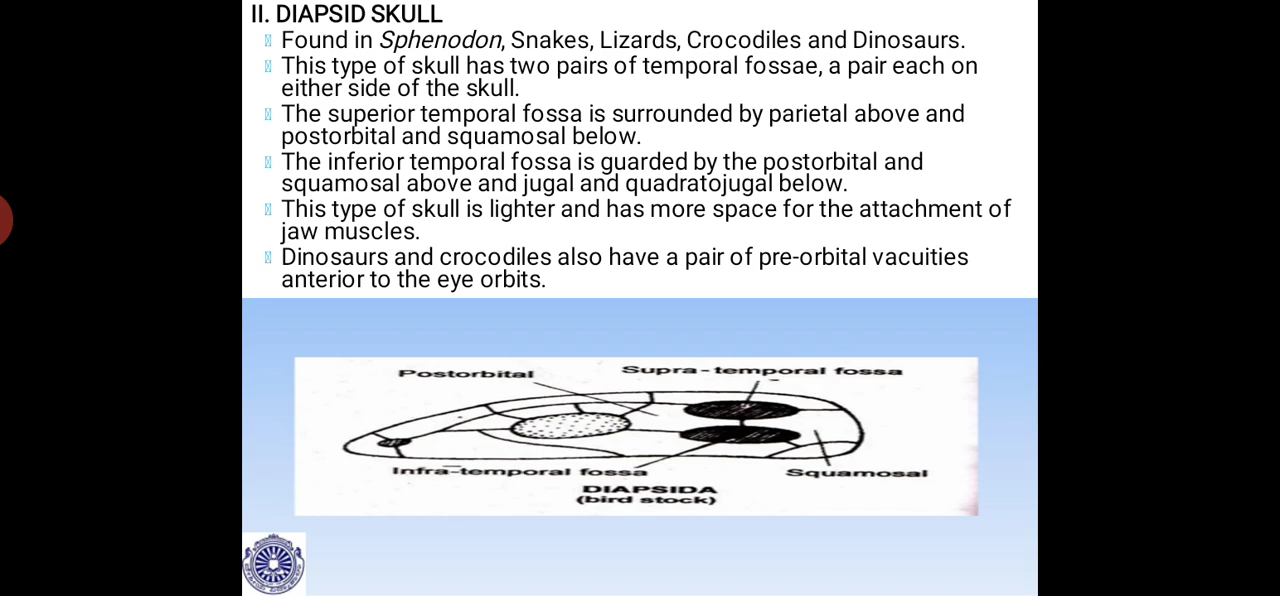 II. DIAPSID SKULL
Found in Sphenodon, Snakes, Lizards, Crocodiles and Dinosaurs.
This type of skull has two pairs of temporal fossae, a pair each on
either side of the skull.
The superior temporal fossa is surrounded by parietal above and
postorbital and squamosal below.
The inferior temporal fossa is guarded by the postorbital and
squamosal above and jugal and quadratojugal below.
This type of skull is lighter and has more space for the attachment of
jaw muscles.
Dinosaurs and crocodiles also have a pair of pre-orbital vacuities
anterior to the eye orbits.
Postorbital
Supra-temporal fossa
Infra-temporal fossa
Squamosal
DIAPSIDA
(bird stock)